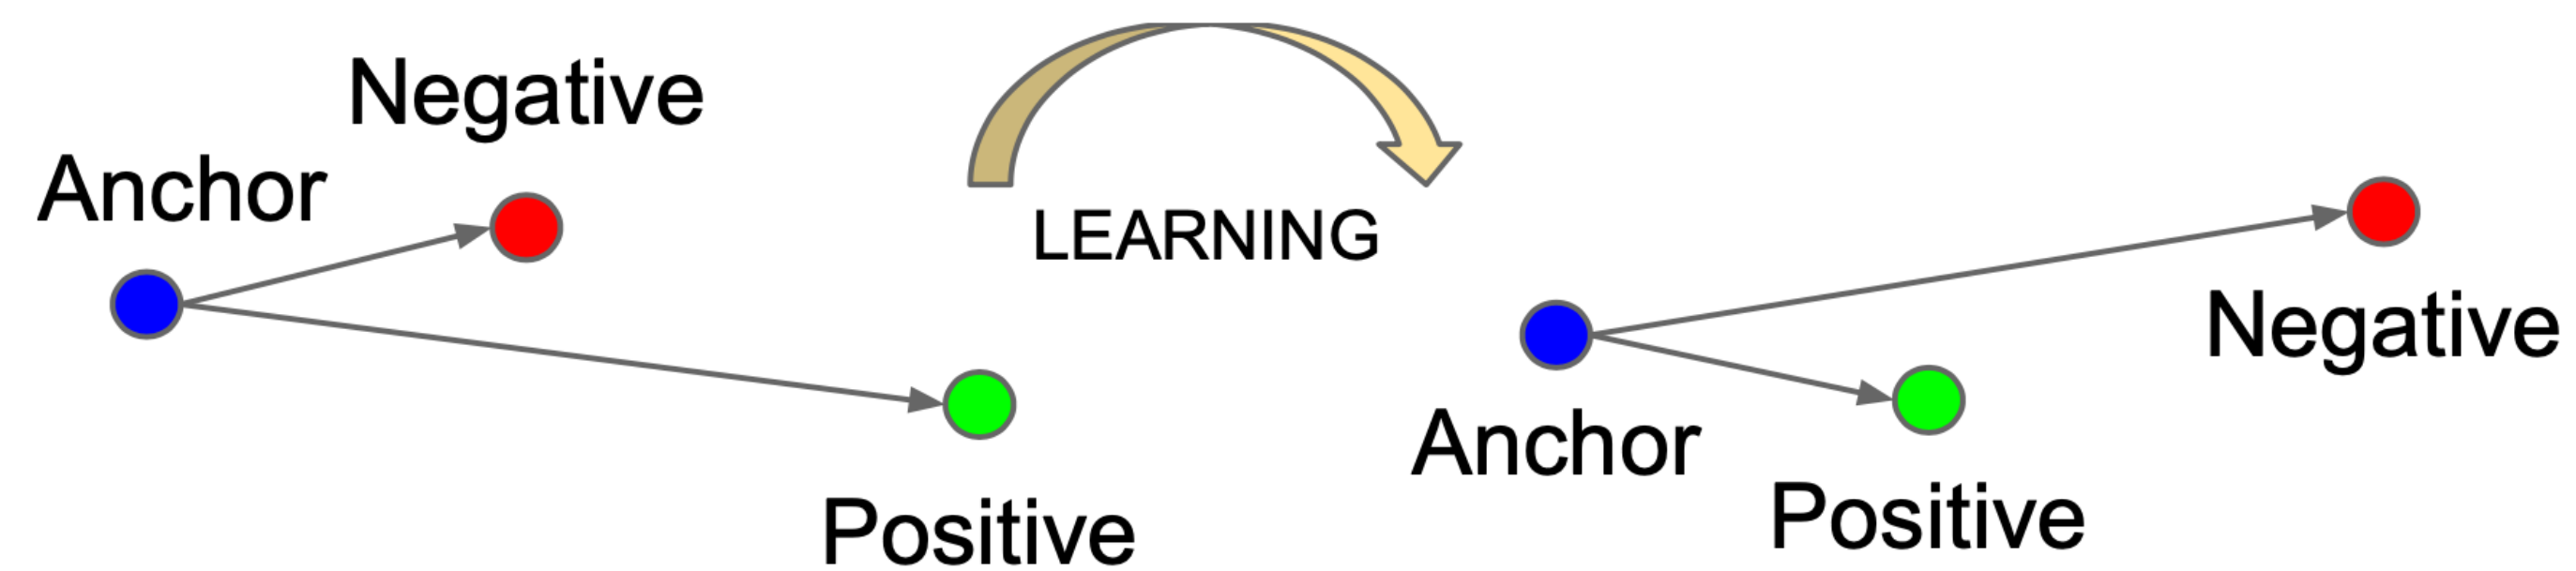 Negative
Anchor
Positive
LEARNING
Negative
Anchor
Positive